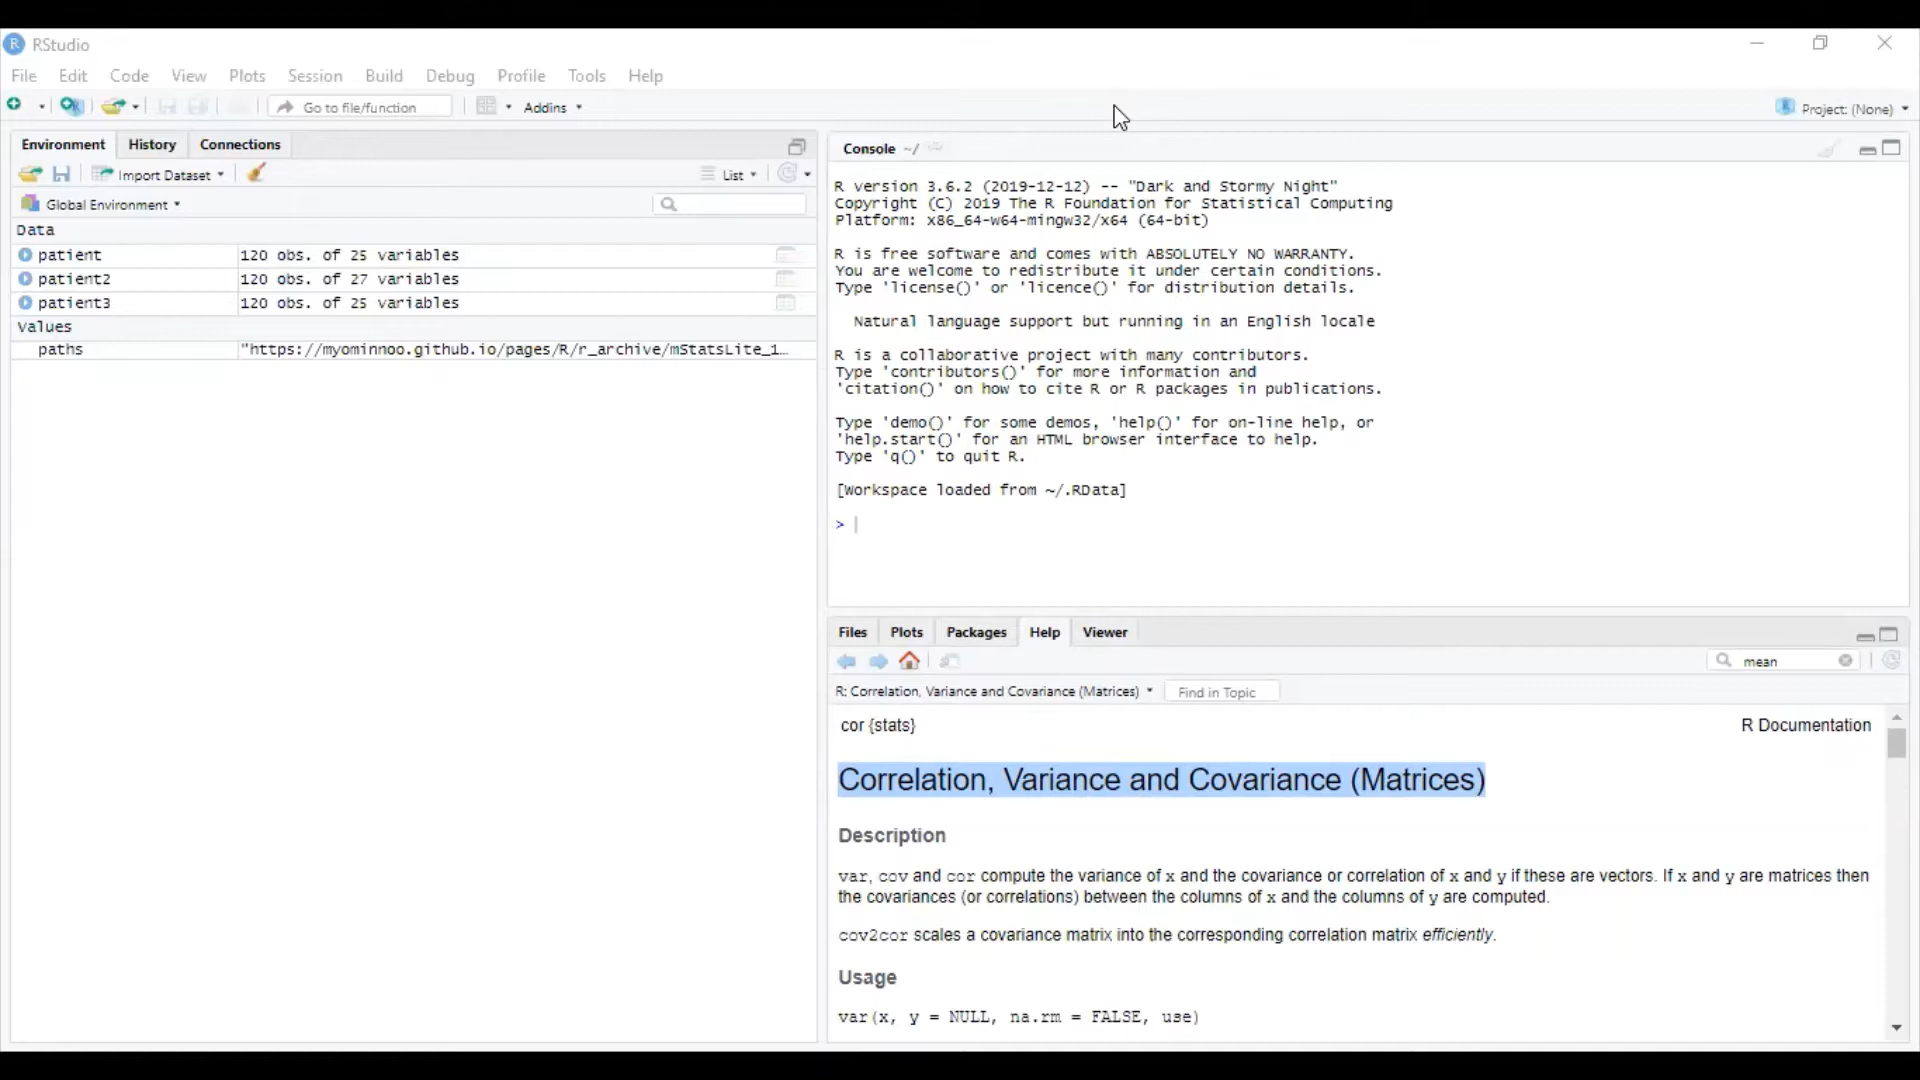 RStudio
File Edit Code View Plots Session Build Debug Profile Tools Help
Go to file/function Addins Project: (None)
Environment History Connections
Import Dataset List
Global Environment
Data
patient 120 obs. of 25 variables
patient2 120 obs. of 27 variables
patient3 120 obs. of 25 variables
Values
paths "https://myominnoo.github.io/pages/R/r_archive/mStatsLite_1…
Console ~/
R version 3.6.2 (2019-12-12) -- "Dark and Stormy Night"
Copyright (C) 2019 The R Foundation for Statistical Computing
Platform: x86_64-w64-mingw32/x64 (64-bit)
R is free software and comes with ABSOLUTELY NO WARRANTY.
You are welcome to redistribute it under certain conditions.
Type 'license()' or 'licence()' for distribution details.
Natural language support but running in an English locale
R is a collaborative project with many contributors.
Type 'contributors()' for more information and
'citation()' on how to cite R or R packages in publications.
Type 'demo()' for some demos, 'help()' for on-line help, or
'help.start()' for an HTML browser interface to help.
Type 'q()' to quit R.
[Workspace loaded from ~/.RData]
>
Files Plots Packages Help Viewer
mean
R: Correlation, Variance and Covariance (Matrices) Find in Topic
cor {stats} R Documentation
Correlation, Variance and Covariance (Matrices)
Description
var, cov and cor compute the variance of x and the covariance or correlation of x and y if these are vectors. If x and y are matrices then
the covariances (or correlations) between the columns of x and the columns of y are computed.
cov2cor scales a covariance matrix into the corresponding correlation matrix efficiently.
Usage
var(x, y = NULL, na.rm = FALSE, use)